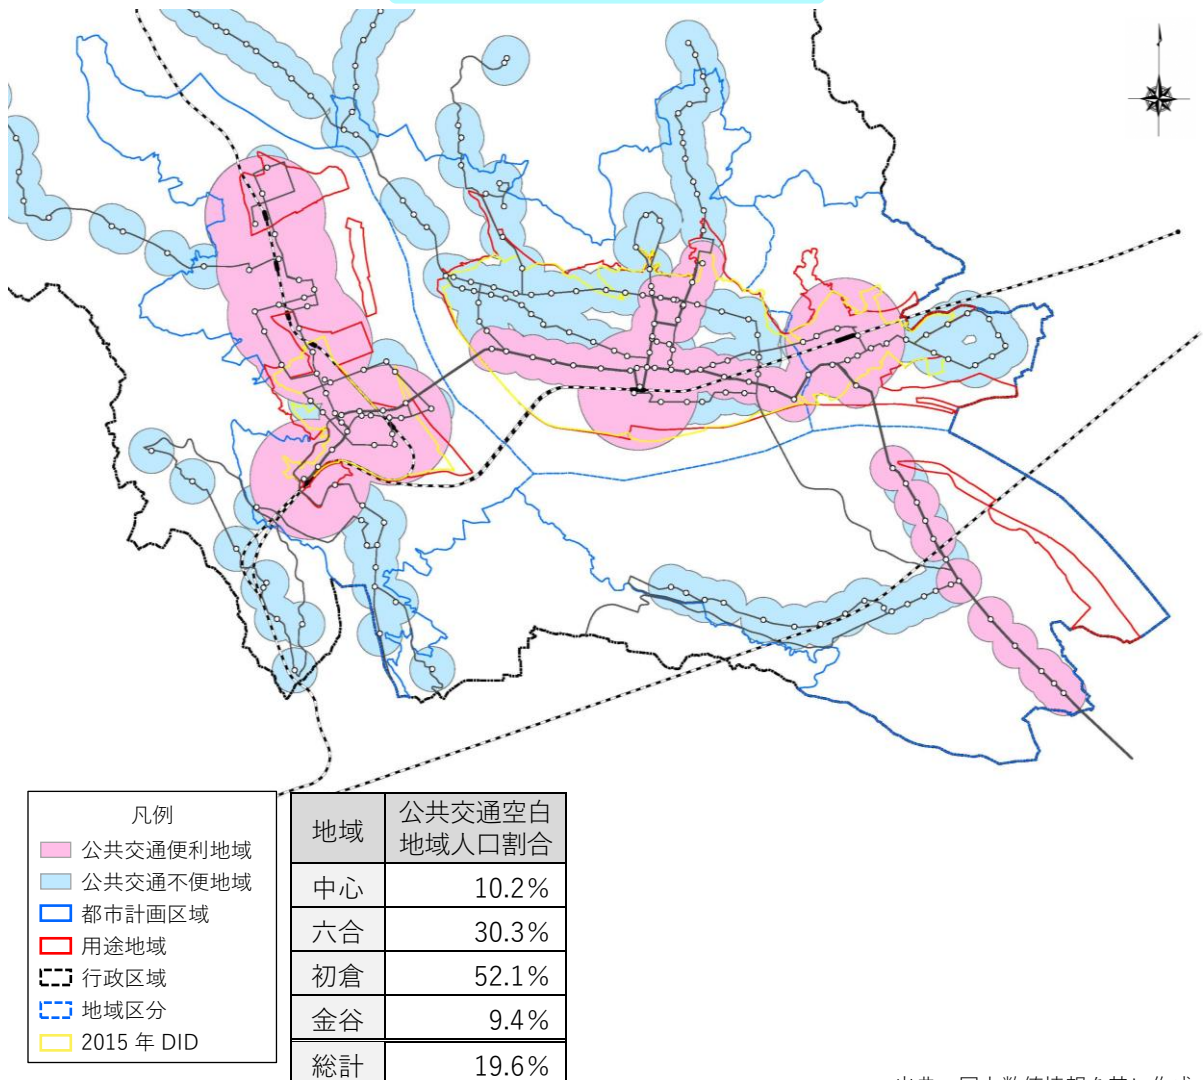 凡例
公共交通便利地域
公共交通不便地域
都市計画区域
用途地域
行政区域
地域区分
2015 年 DID
地域 公共交通空白地域人口割合
中心 10.2%
六合 30.3%
初倉 52.1%
金谷 9.4%
総計 19.6%